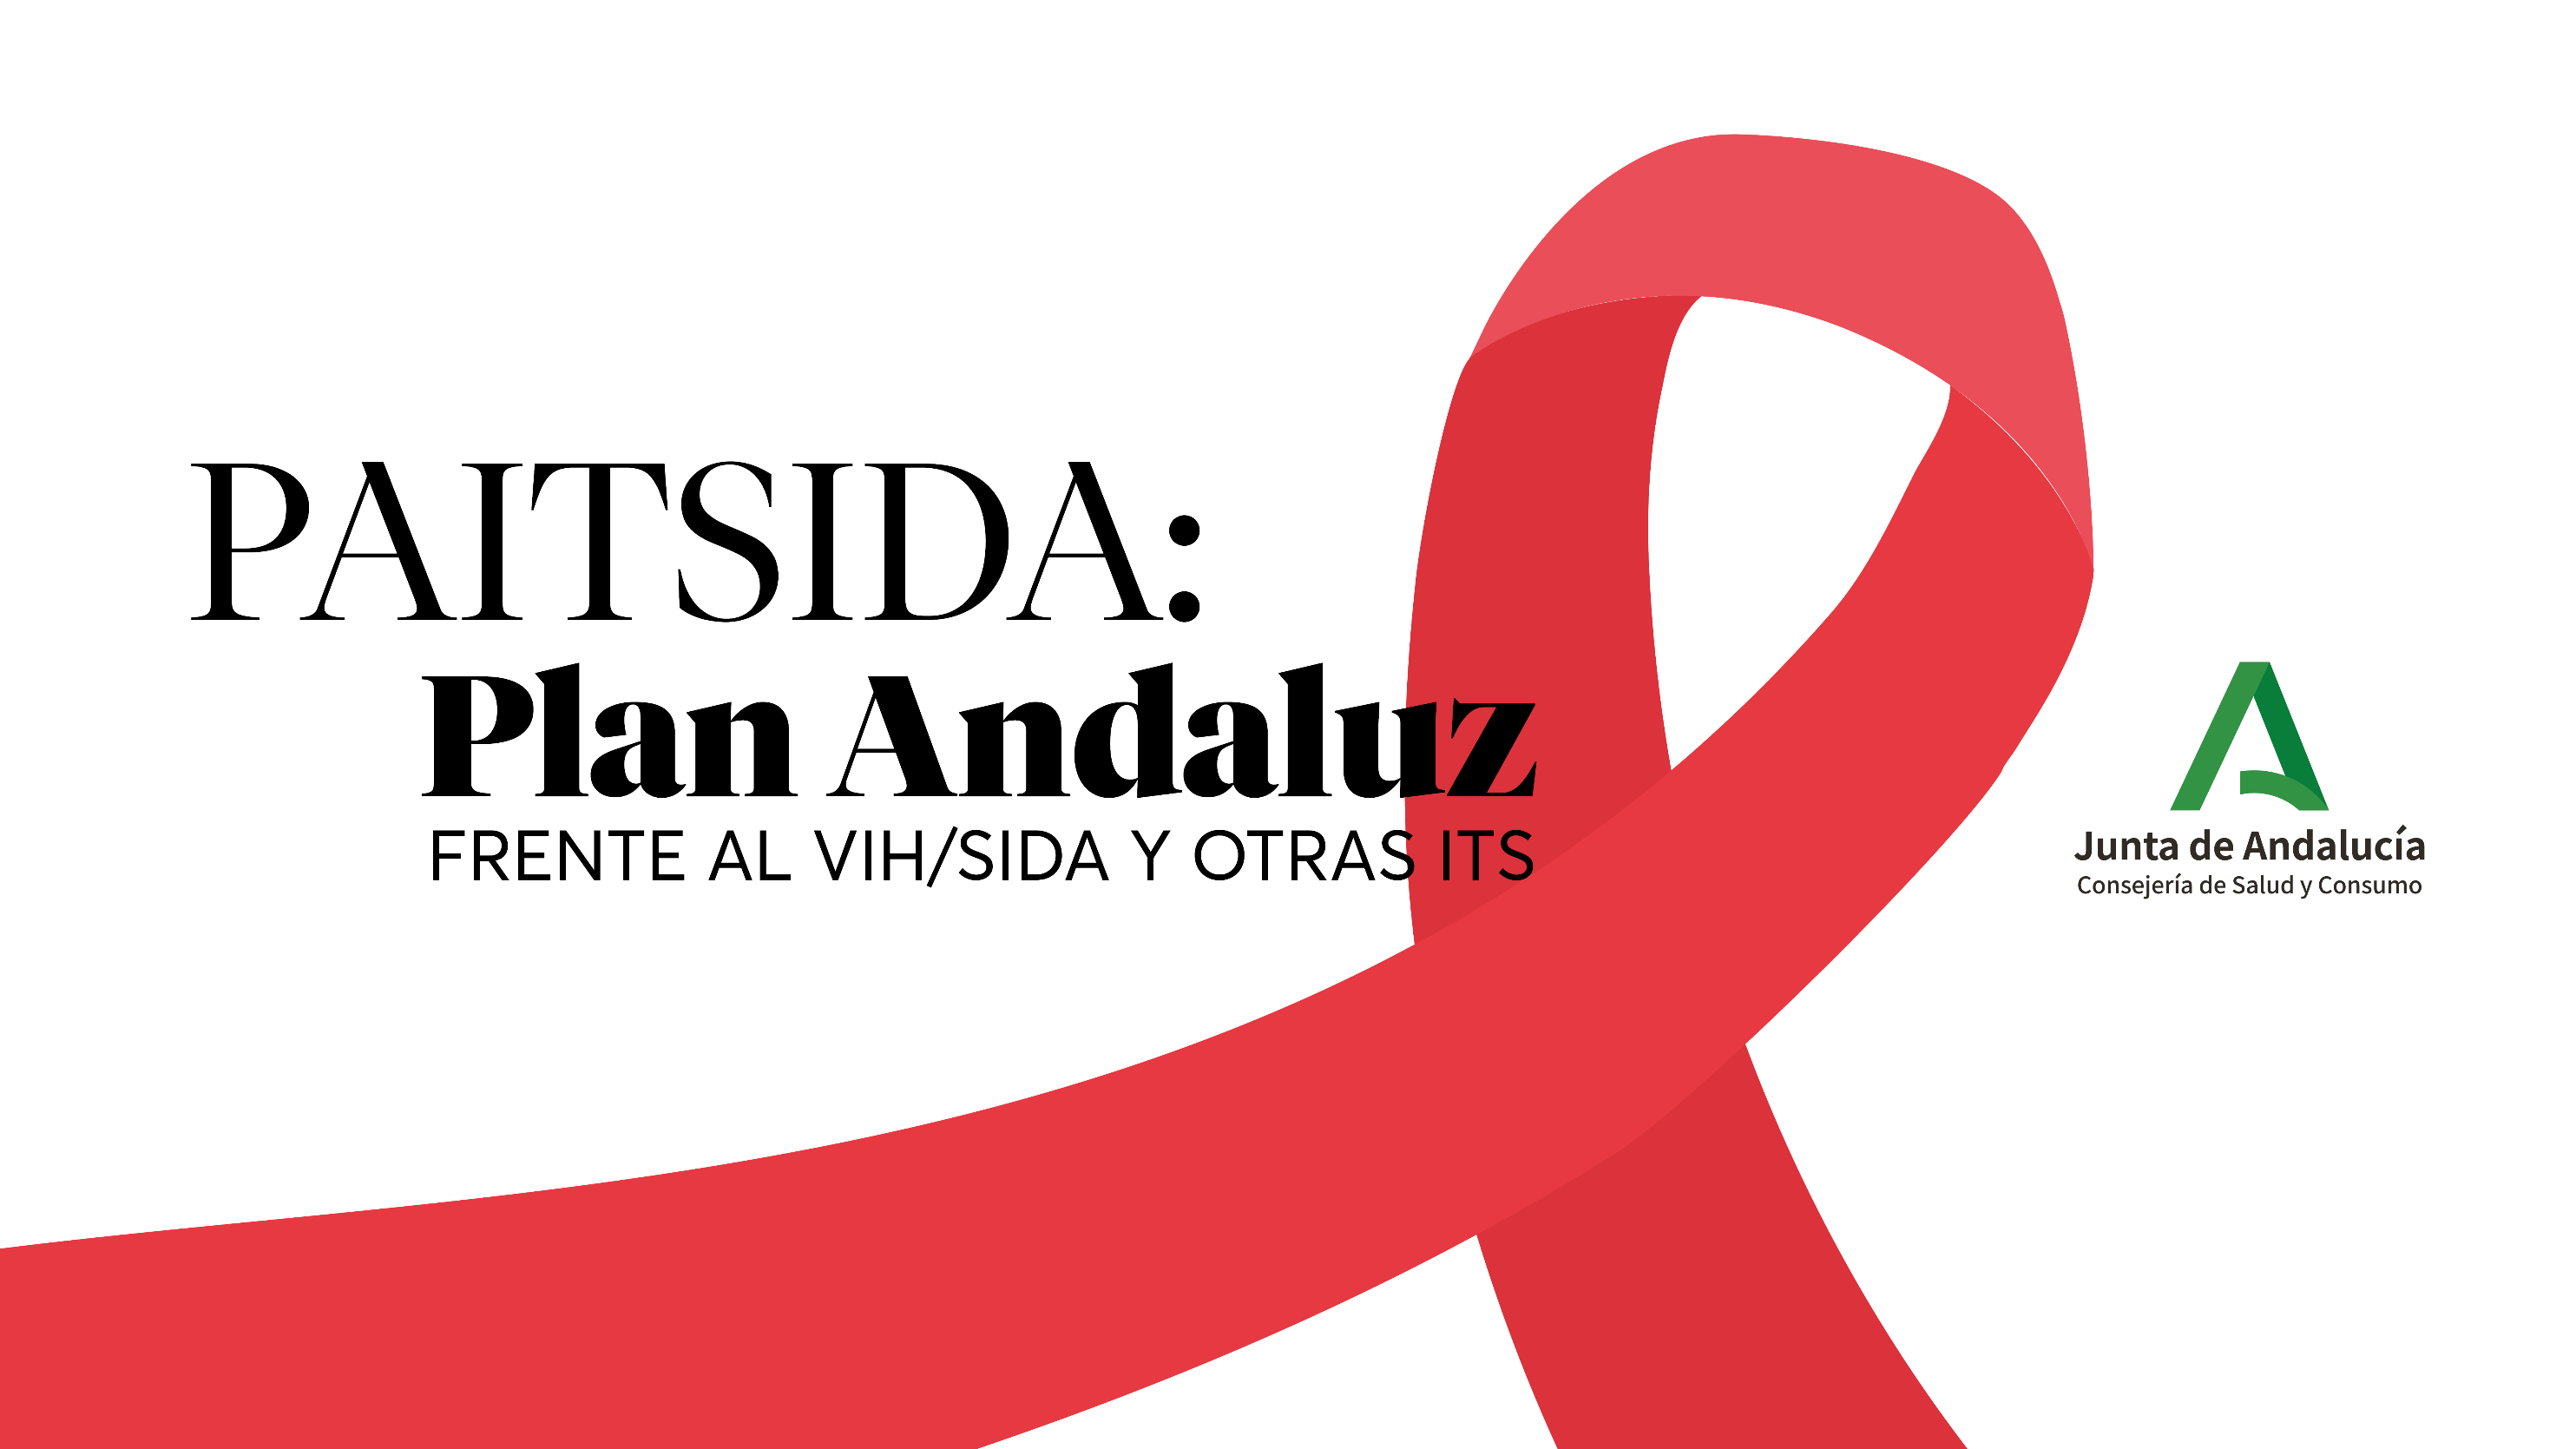 PAITSIDA:
Plan Andaluz
FRENTE AL VIH/SIDA Y OTRAS ITS
Junta de Andalucía
Consejería de Salud y Consumo